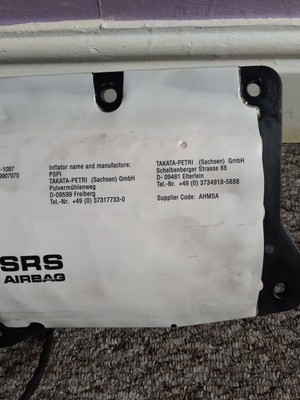 -1087
9907070
Inflator name and manufacture:
PSPI
TAKATA-PETRI (Sachsen) GmbH
Pulvermühlenweg
D-09599 Freiberg
Tel.-Nr. +49 (0) 37317733-0
TAKATA-PETRI (Sachsen) GmbH
Scheibenberger Strasse 88
D- 09481 Elterlein
Tel.-Nr. +49 (0) 3734918-5888
Supplier Code: AHMSA
SRS
AIRBAG